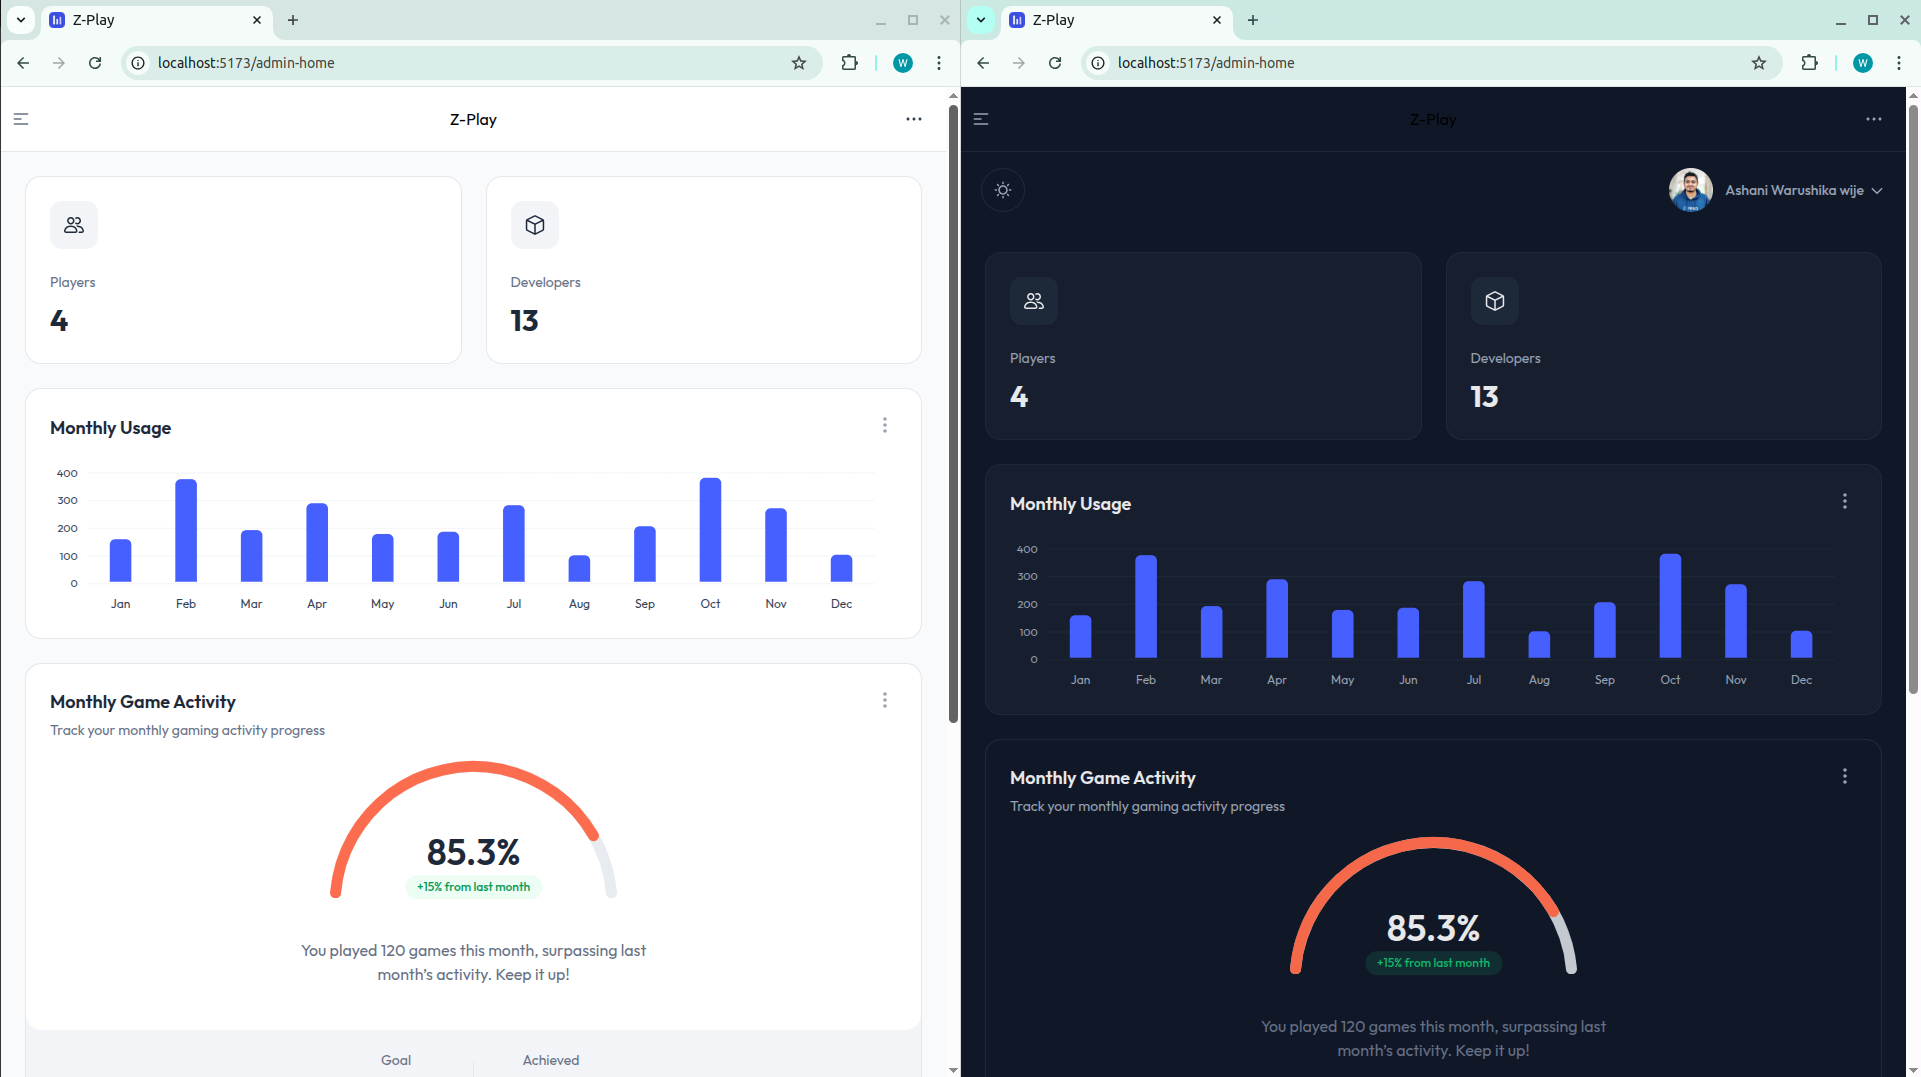 Z-Play
localhost:5173/admin-home
W
Z-Play
Players
4
Developers
13
Monthly Usage
400
300
200
100
0
Jan Feb Mar Apr May Jun Jul Aug Sep Oct Nov Dec
Monthly Game Activity
Track your monthly gaming activity progress
85.3%
+15% from last month
You played 120 games this month, surpassing last
month's activity. Keep it up!
Goal Achieved
Z-Play
localhost:5173/admin-home
W
Z-Play
Ashani Warushika wije
Players
4
Developers
13
Monthly Usage
400
300
200
100
0
Jan Feb Mar Apr May Jun Jul Aug Sep Oct Nov Dec
Monthly Game Activity
Track your monthly gaming activity progress
85.3%
+15% from last month
You played 120 games this month, surpassing last
month's activity. Keep it up!